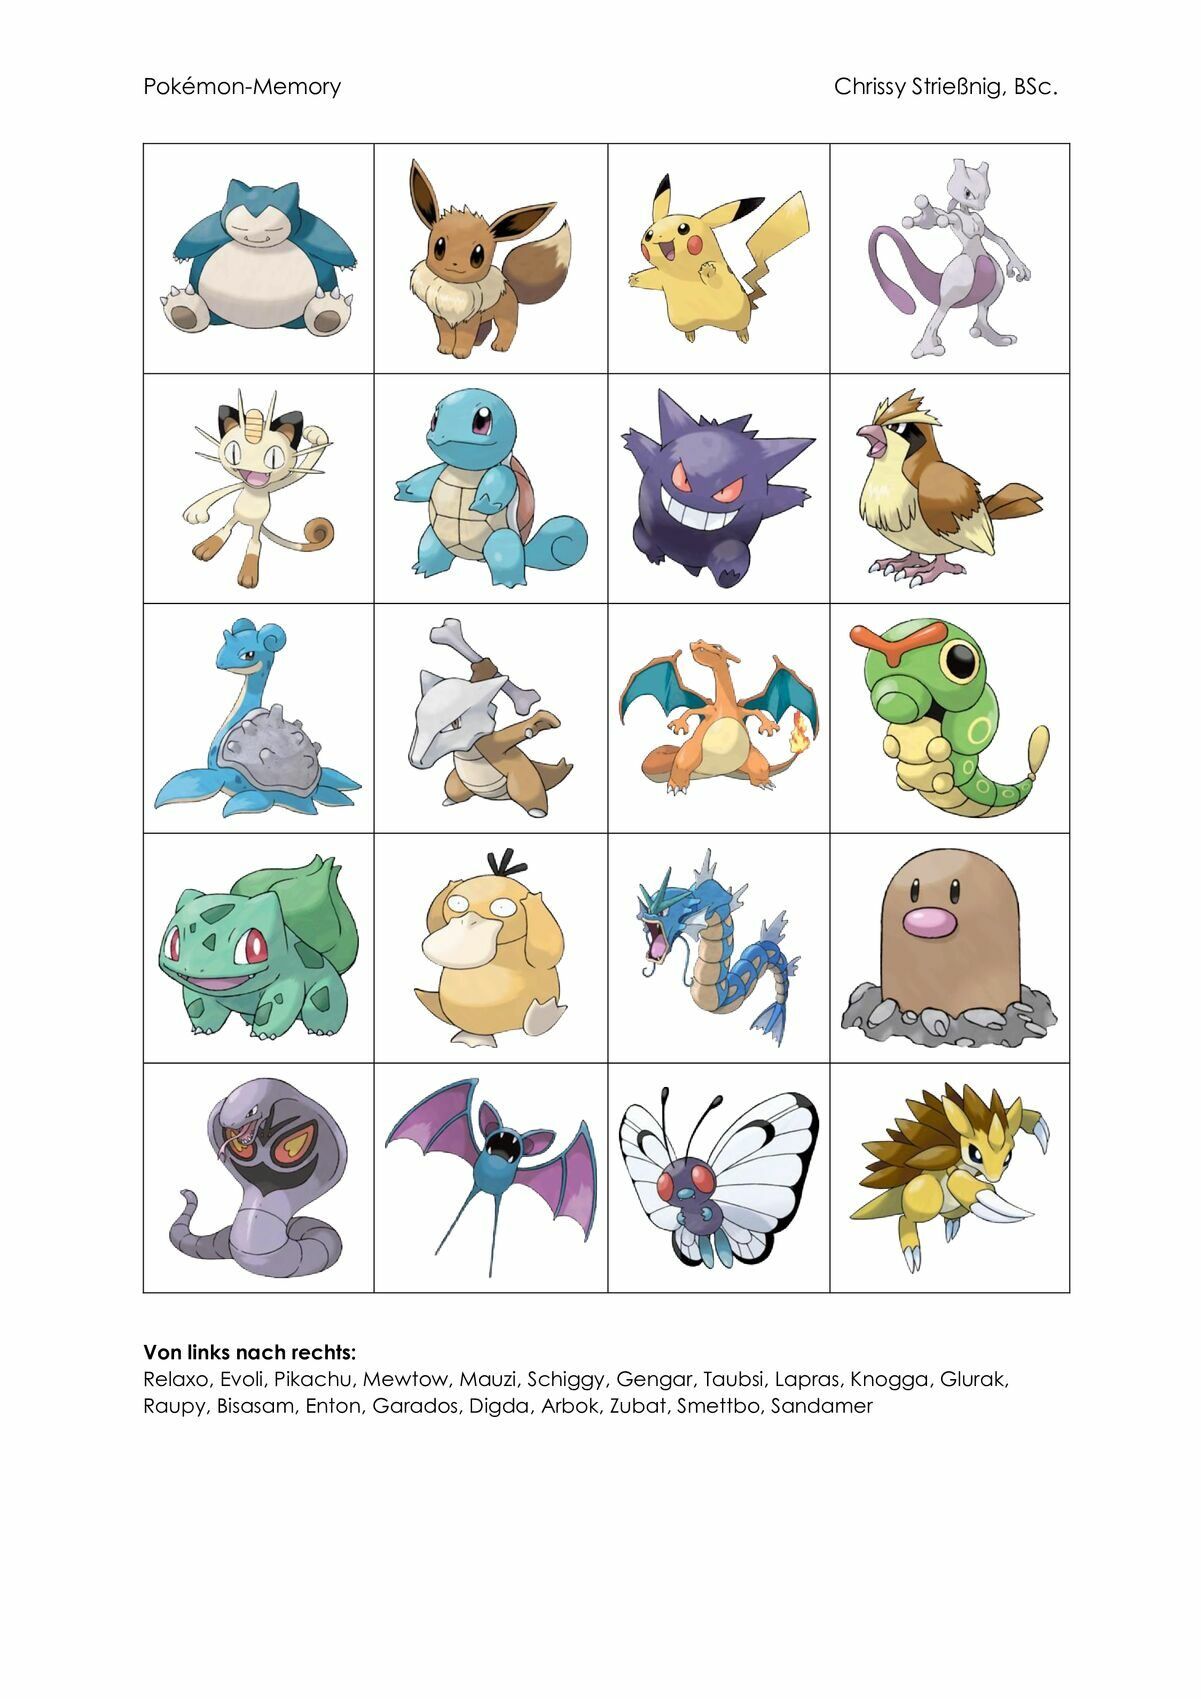 Pokémon-Memory
Chrissy Strießnig, BSc.
Von links nach rechts:
Relaxo, Evoli, Pikachu, Mewtow, Mauzi, Schiggy, Gengar, Taubsi, Lapras, Knogga, Glurak,
Raupy, Bisasam, Enton, Garados, Digda, Arbok, Zubat, Smettbo, Sandamer